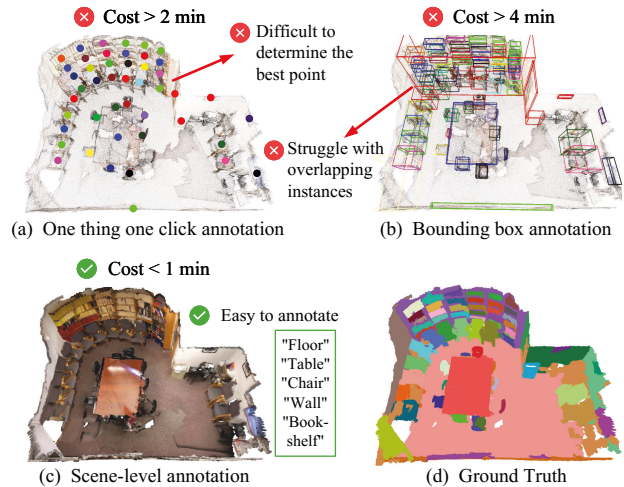 Cost > 2 min
Cost > 4 min
Difficult to
determine the
best point
Struggle with
overlapping
instances
(a) One thing one click annotation
(b) Bounding box annotation
Cost < 1 min
Easy to annotate
"Floor"
"Table"
"Chair"
"Wall"
"Book-
shelf"
(c) Scene-level annotation
(d) Ground Truth